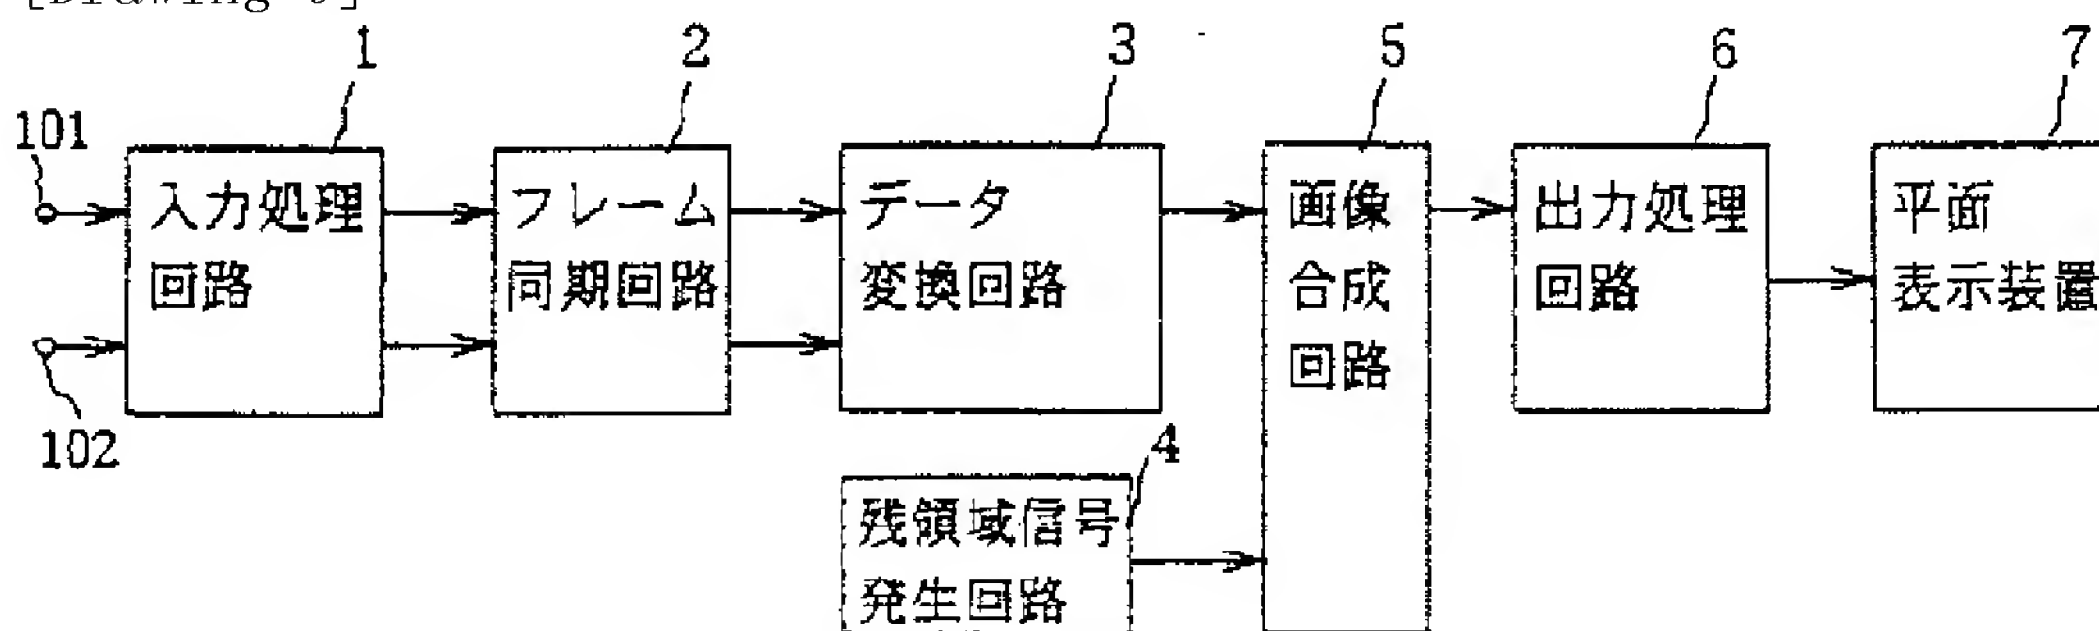 1
2
3
5
6
7
101
入力処理
回路
フレーム
同期回路
データ
変換回路
画像
合成
回路
出力処理
回路
平面
表示装置
102
4
残領域信号
発生回路